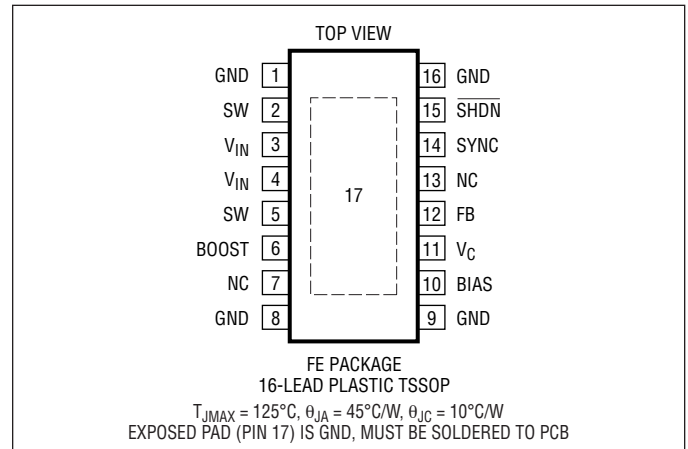 TOP VIEW
GND 1
SW 2
VIN 3
VIN 4
SW 5
BOOST 6
NC 7
GND 8
17
16 GND
15 SHDN
14 SYNC
13 NC
12 FB
11 VC
10 BIAS
9 GND
FE PACKAGE
16-LEAD PLASTIC TSSOP
TJMAX = 125°C, θJA = 45°C/W, θJC = 10°C/W
EXPOSED PAD (PIN 17) IS GND, MUST BE SOLDERED TO PCB